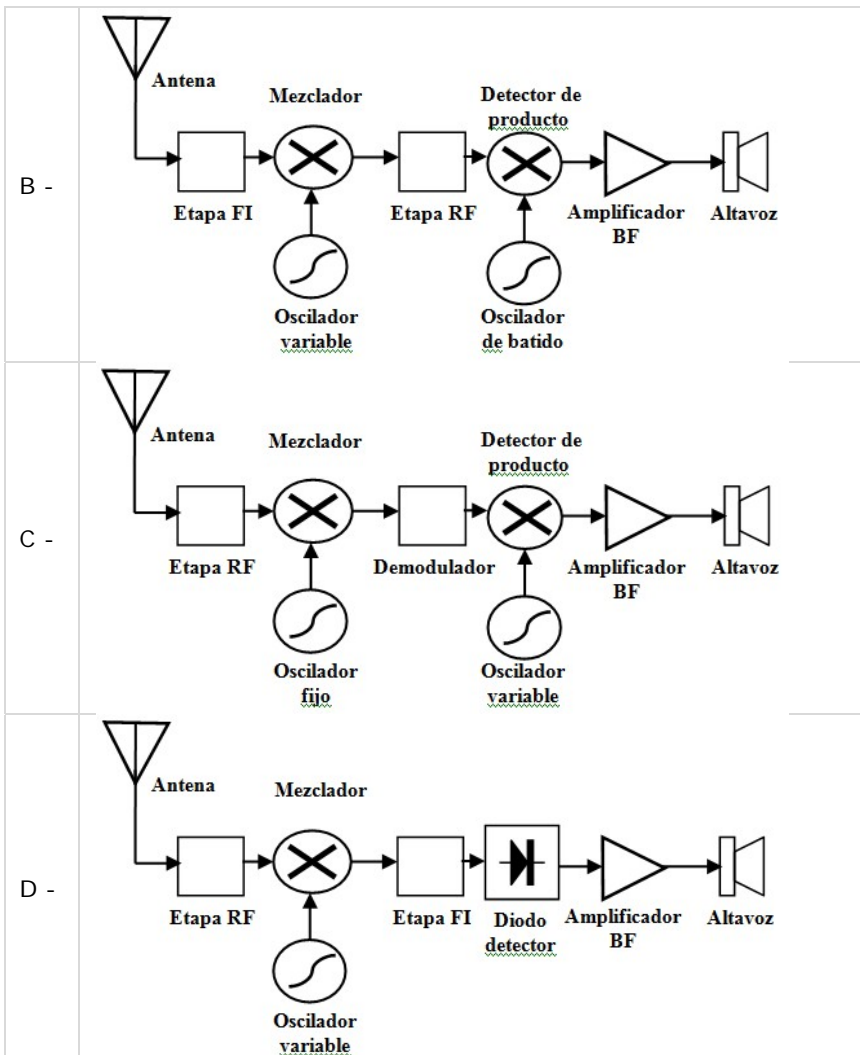 Antena
Mezclador
Detector de
producto
B -
Etapa FI
Etapa RF
Amplificador
BF
Altavoz
Oscilador
variable
Oscilador
de batido
Antena
Mezclador
Detector de
producto
C -
Etapa RF
Demodulador
Amplificador
BF
Altavoz
Oscilador
fijo
Oscilador
variable
Antena
Mezclador
D -
Etapa RF
Etapa FI
Diodo
detector
Amplificador
BF
Altavoz
Oscilador
variable